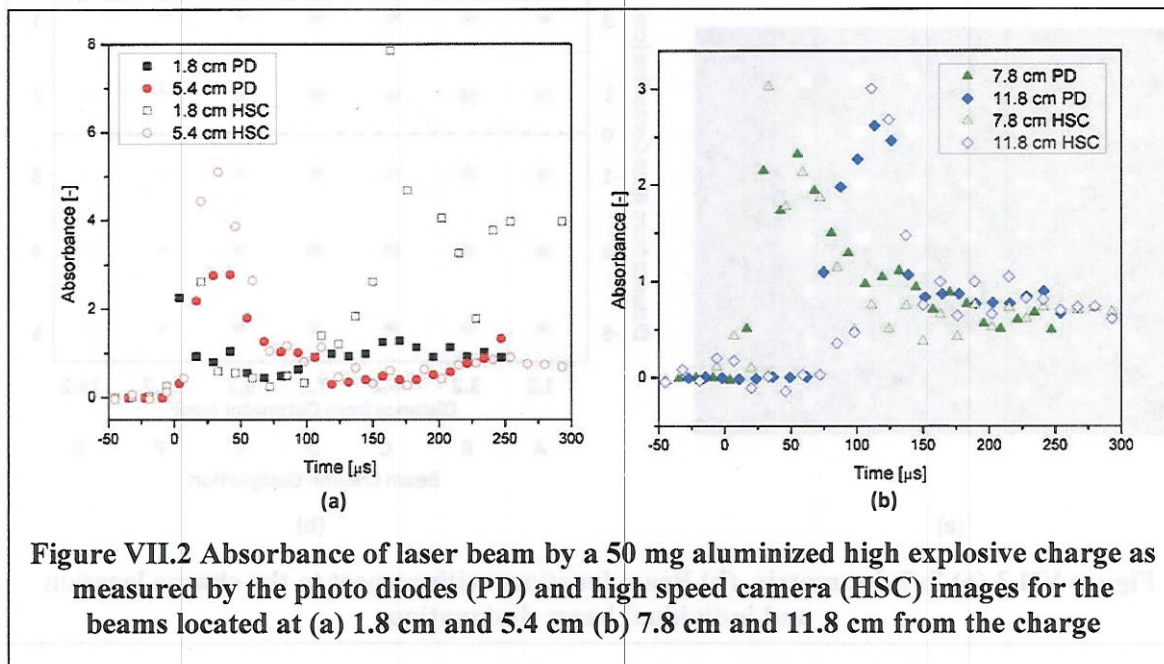 8
6
4
2
0
-50 0 50 100 150 200 250 300
Absorbance [-]
Time [µs]
1.8 cm PD
5.4 cm PD
1.8 cm HSC
5.4 cm HSC
(a)
3
2
1
0
-50 0 50 100 150 200 250 300
Absorbance [-]
Time [µs]
7.8 cm PD
11.8 cm PD
7.8 cm HSC
11.8 cm HSC
(b)
Figure VII.2 Absorbance of laser beam by a 50 mg aluminized high explosive charge as
measured by the photo diodes (PD) and high speed camera (HSC) images for the
beams located at (a) 1.8 cm and 5.4 cm (b) 7.8 cm and 11.8 cm from the charge